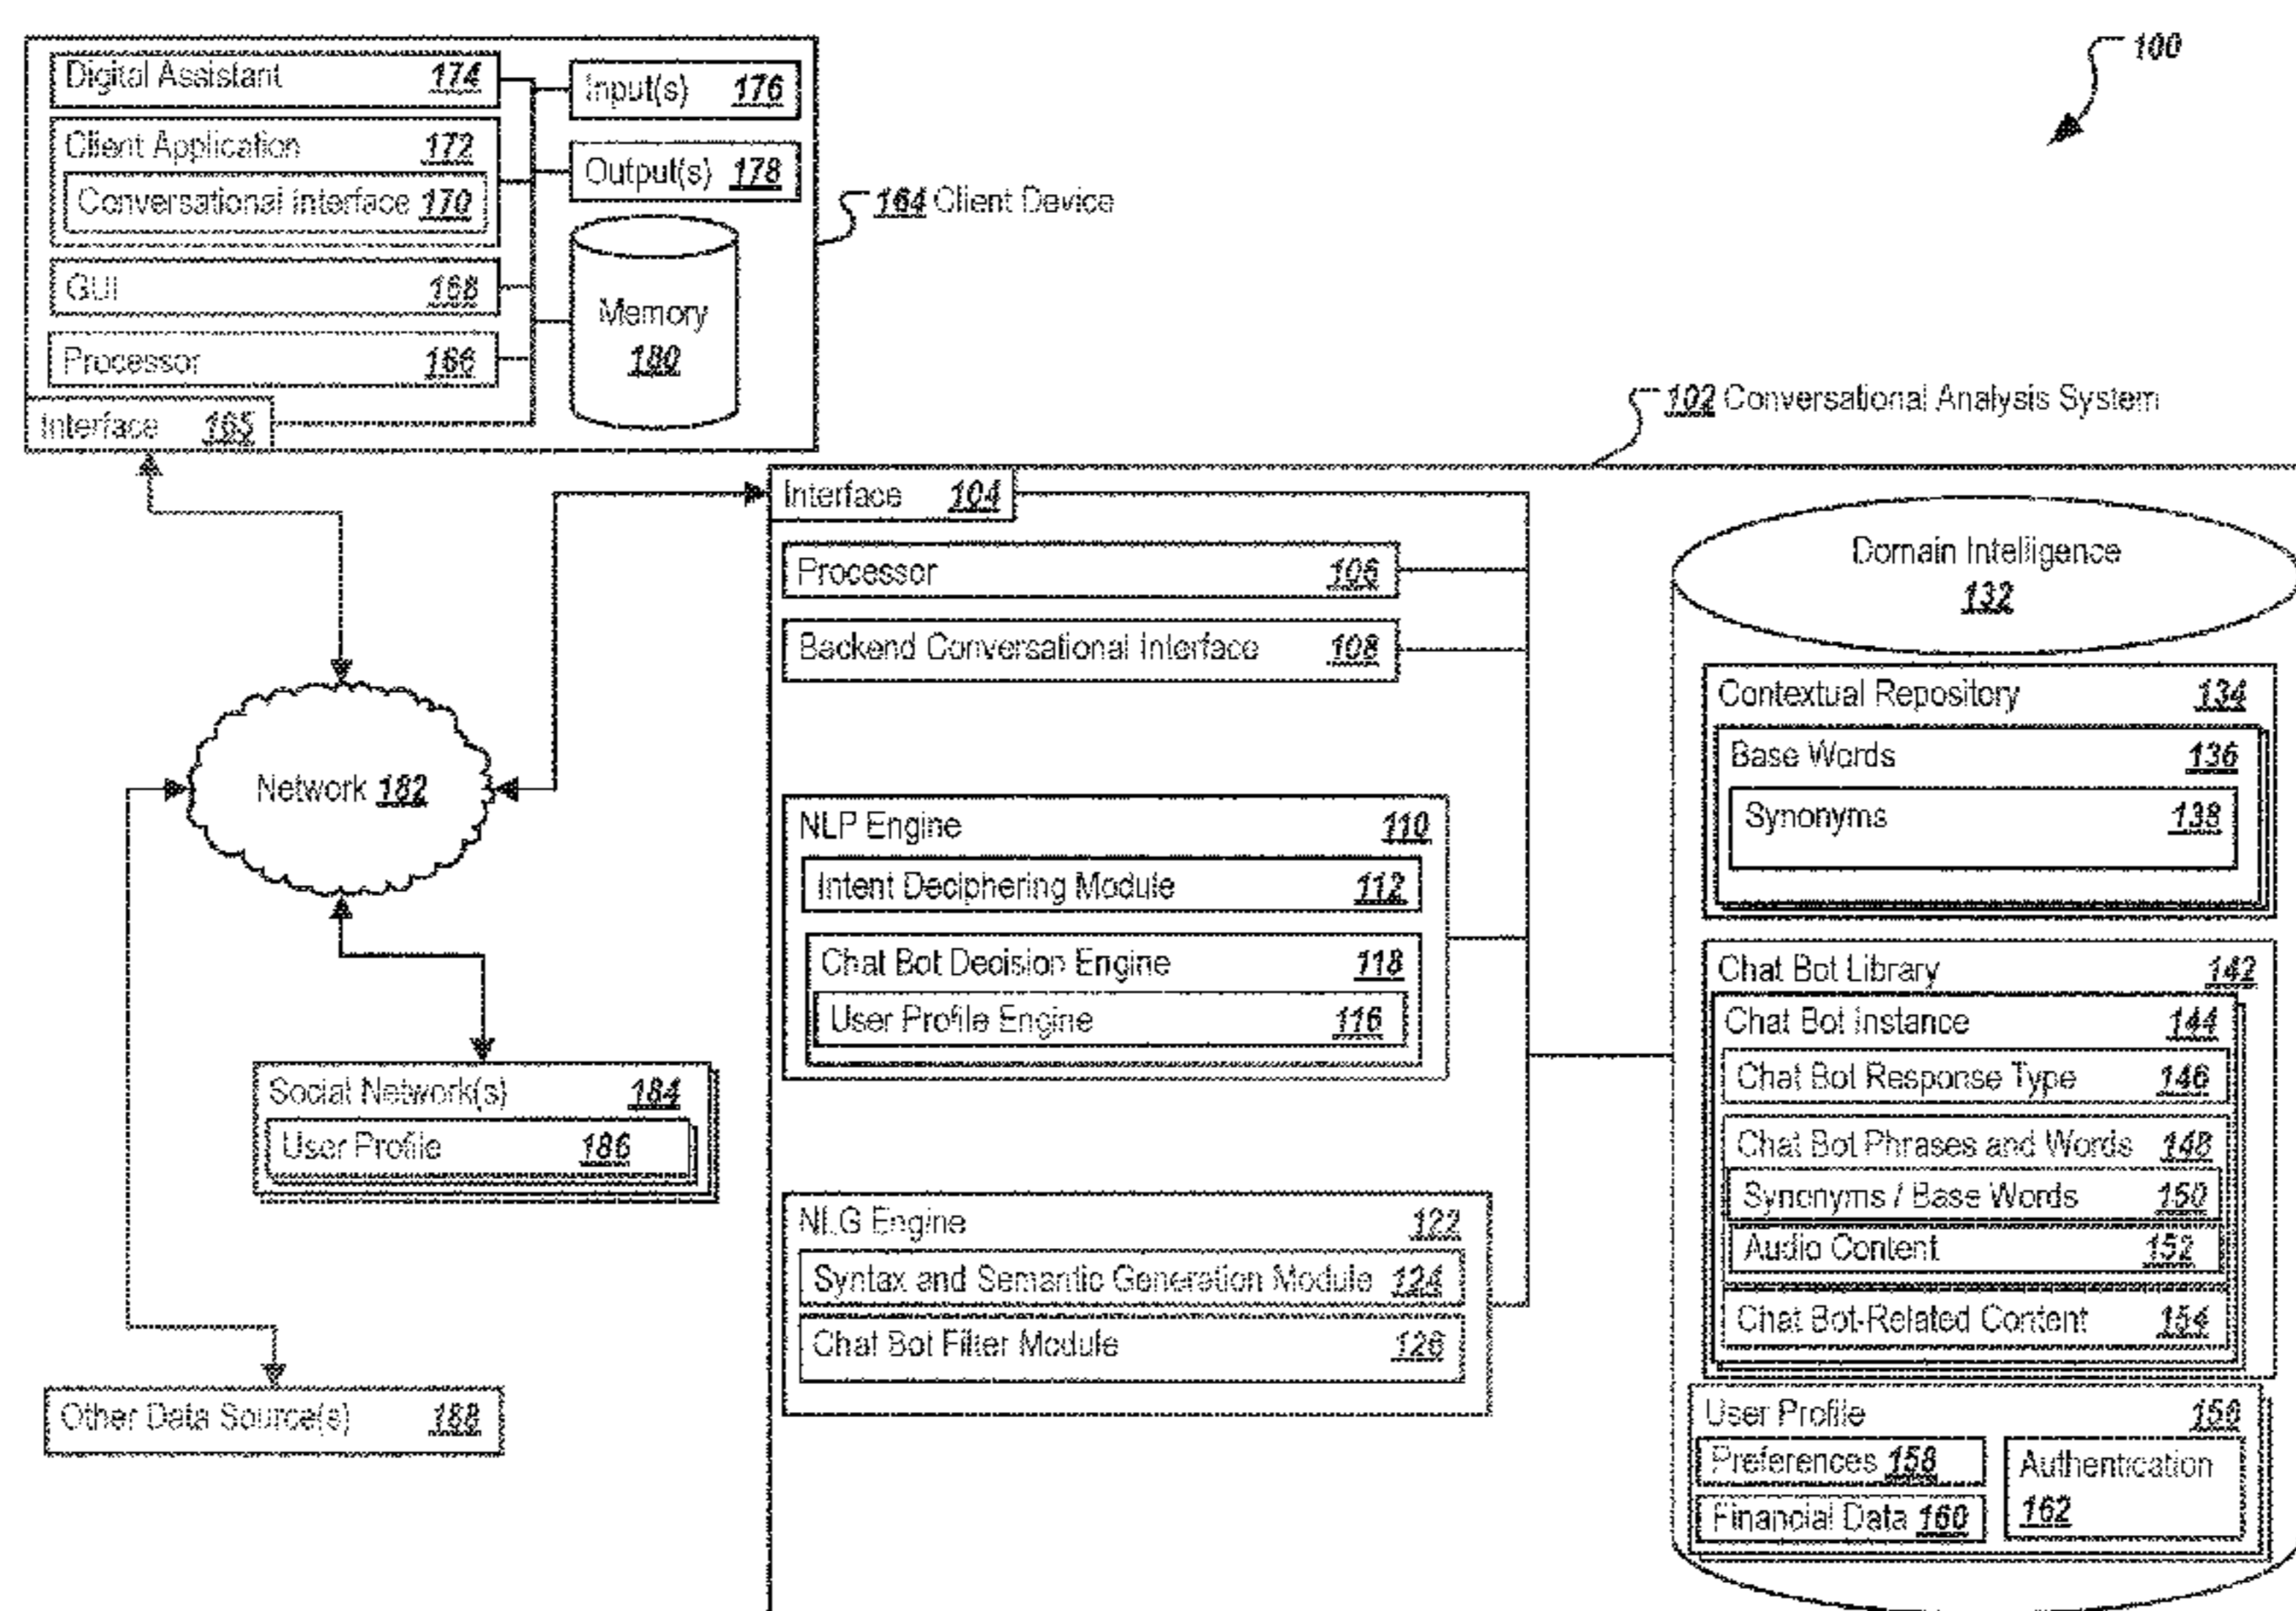 100
Digital Assistant 174
Input(s) 176
Client Application 172
Conversational Interface 170
Output(s) 178
164 Client Device
GUI 168
Memory
180
Processor 166
Interface 165
102 Conversational Analysis System
Interface 104
Processor 106
Backend Conversational Interface 108
Network 182
NLP Engine 110
Intent Deciphering Module 112
Chat Bot Decision Engine 118
User Profile Engine 116
Social Network(s) 184
User Profile 186
NLG Engine 122
Syntax and Semantic Generation Module 124
Chat Bot Filter Module 126
Other Data Source(s) 188
Domain Intelligence
132
Contextual Repository 134
Base Words 136
Synonyms 138
Chat Bot Library 142
Chat Bot Instance 144
Chat Bot Response Type 146
Chat Bot Phrases and Words 148
Synonyms / Base Words 150
Audio Content 152
Chat Bot-Related Content 154
User Profile 156
Preferences 158
Financial Data 160
Authentication
162